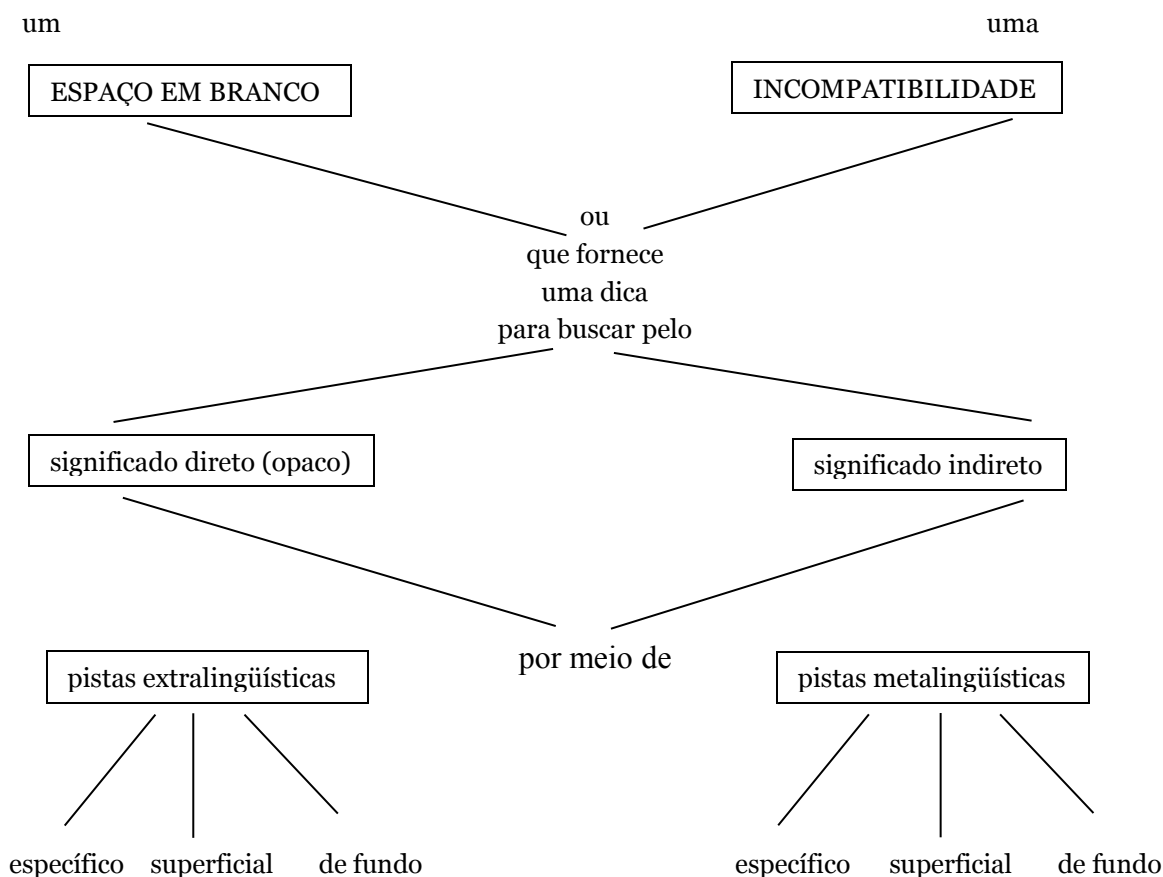 um
uma
ESPAÇO EM BRANCO
INCOMPATIBILIDADE
ou
que fornece
uma dica
para buscar pelo
significado direto (opaco)
significado indireto
por meio de
pistas extralingüísticas
pistas metalingüísticas
específico superficial de fundo
específico superficial de fundo